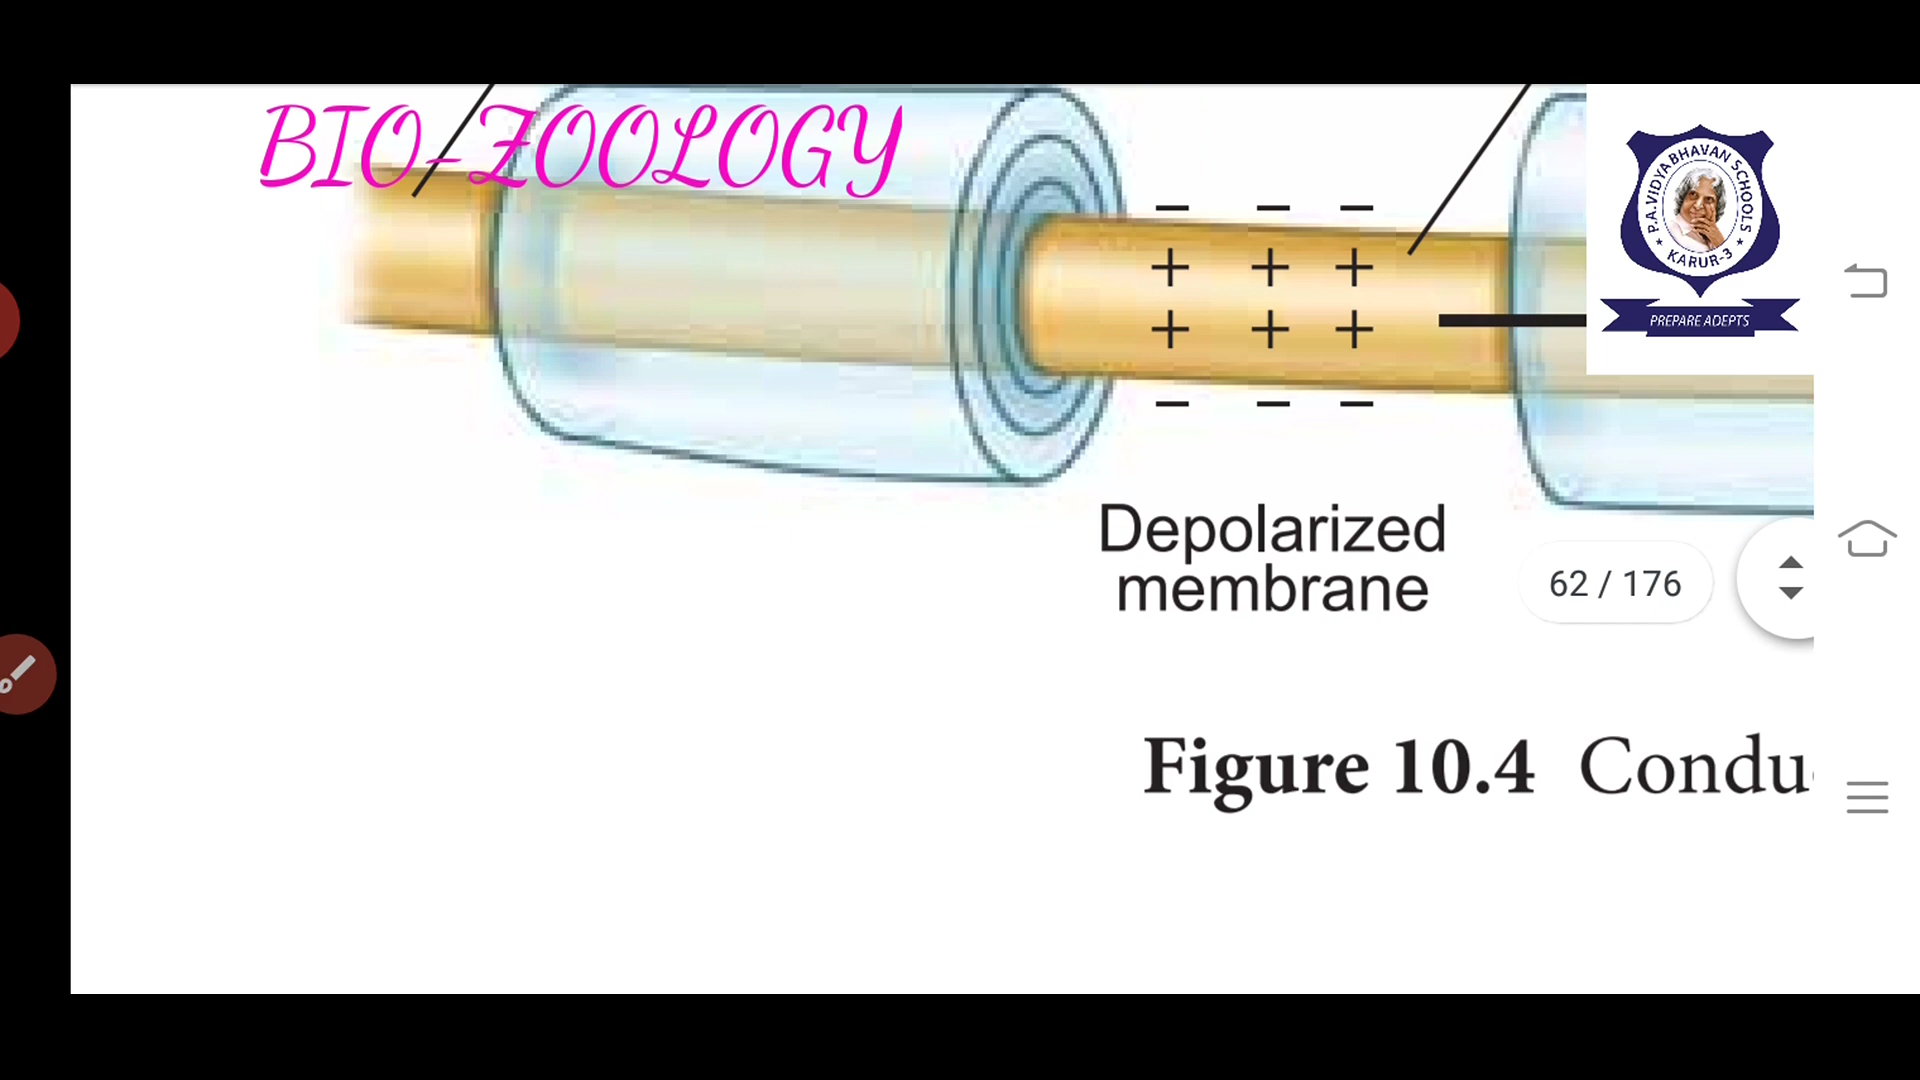 BIO-ZOOLOGY
P.A.VIDYA BHAVAN SCHOOLS
★ KARUR-3 ★
PREPARE ADEPTS
− − −
+ + +
+ + +
− − −
Depolarized
membrane
62 / 176
Figure 10.4 Condu